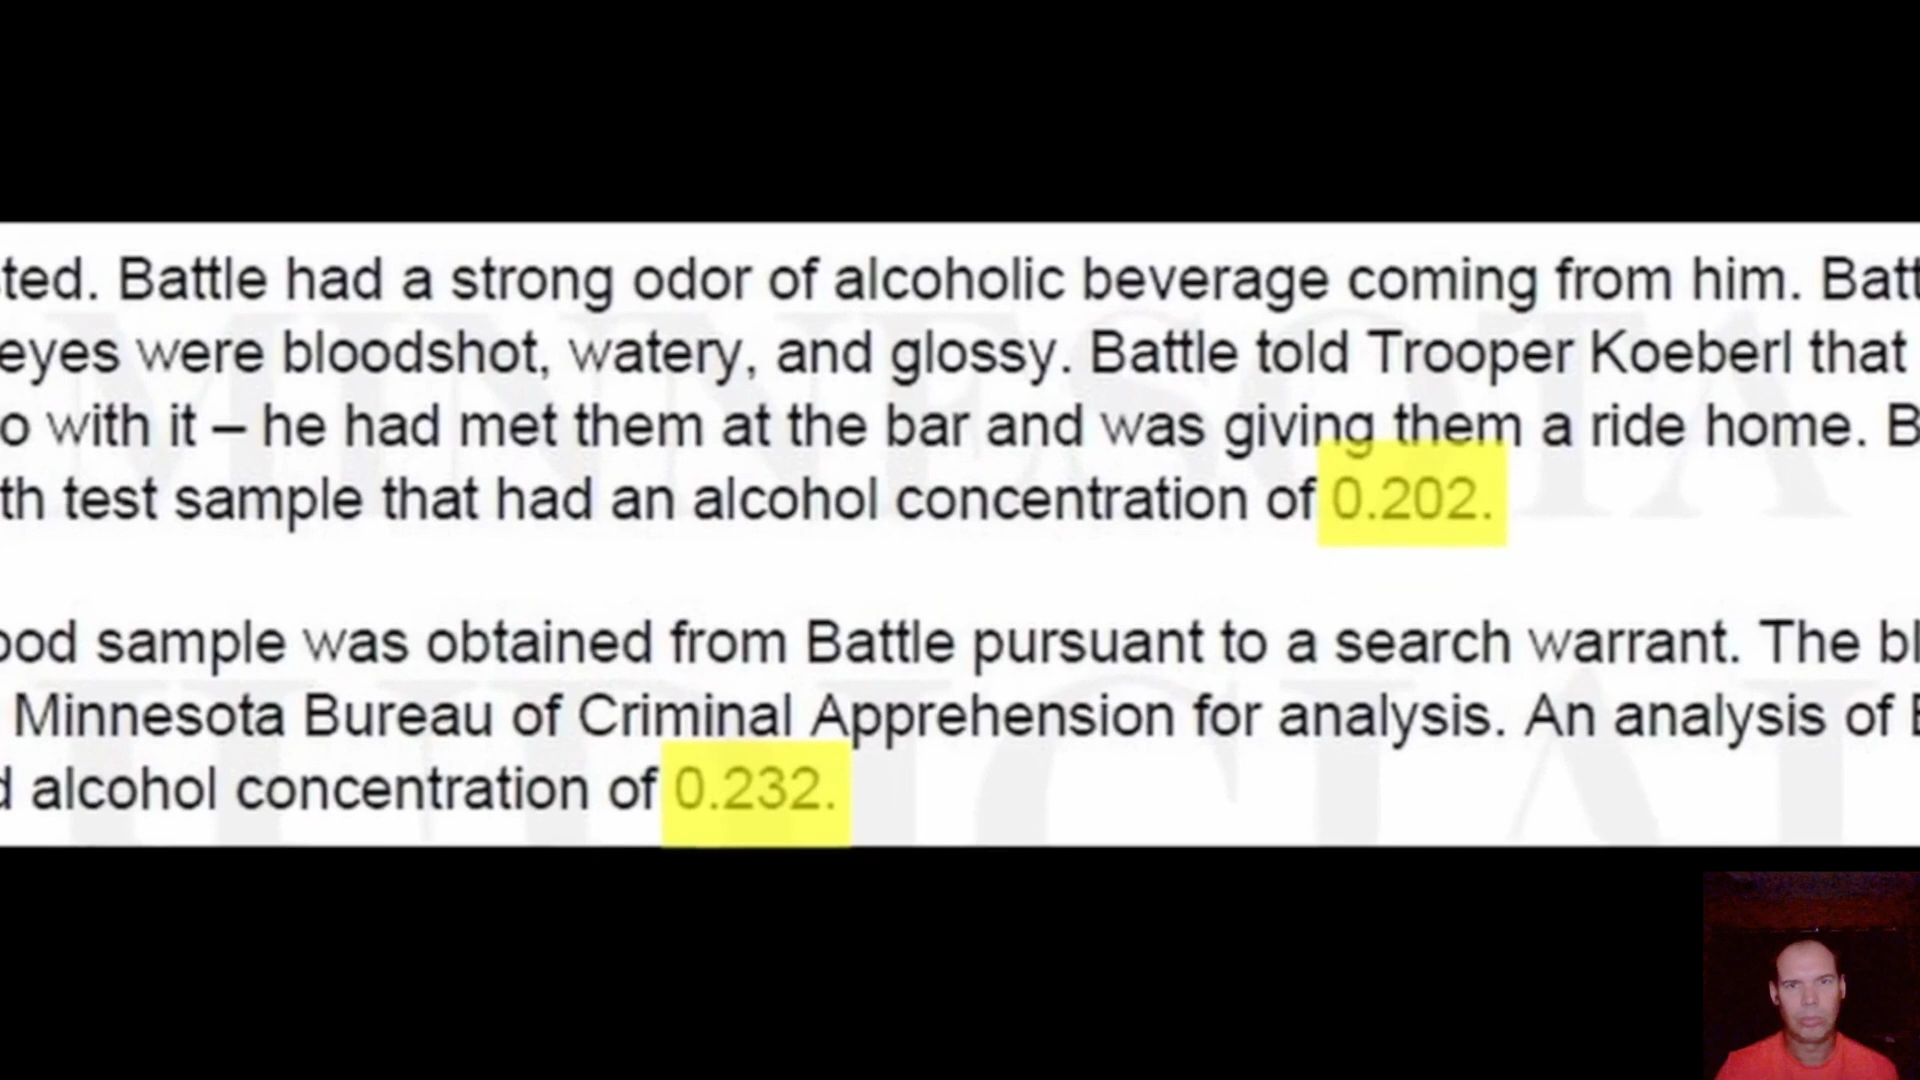 ted. Battle had a strong odor of alcoholic beverage coming from him. Batt
eyes were bloodshot, watery, and glossy. Battle told Trooper Koeberl that
o with it – he had met them at the bar and was giving them a ride home. B
th test sample that had an alcohol concentration of 0.202.
ood sample was obtained from Battle pursuant to a search warrant. The bl
Minnesota Bureau of Criminal Apprehension for analysis. An analysis of B
d alcohol concentration of 0.232.